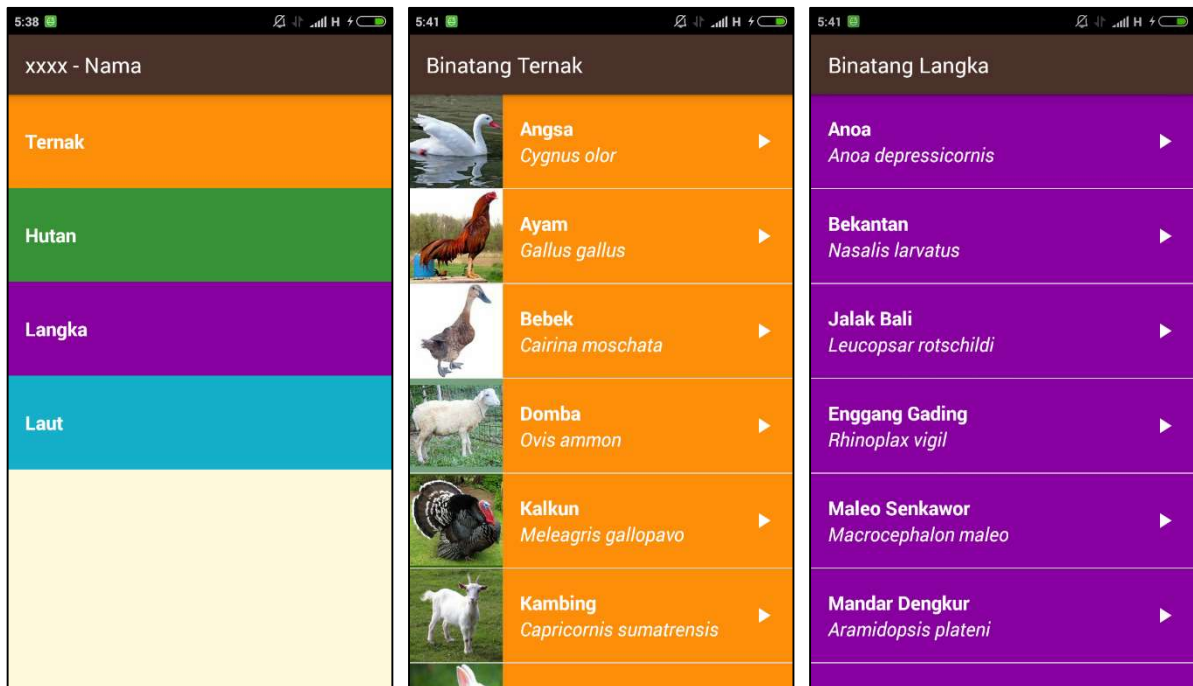 5:38
H
xxxx - Nama
Ternak
Hutan
Langka
Laut
5:41
H
Binatang Ternak
Angsa
Cygnus olor
Ayam
Gallus gallus
Bebek
Cairina moschata
Domba
Ovis ammon
Kalkun
Meleagris gallopavo
Kambing
Capricornis sumatrensis
5:41
H
Binatang Langka
Anoa
Anoa depressicornis
Bekantan
Nasalis larvatus
Jalak Bali
Leucopsar rotschildi
Enggang Gading
Rhinoplax vigil
Maleo Senkawor
Macrocephalon maleo
Mandar Dengkur
Aramidopsis plateni